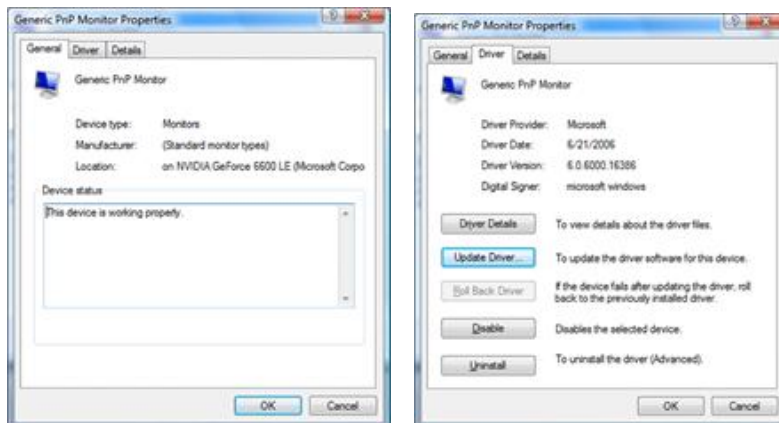 Generic PnP Monitor Properties
General Driver Details
Generic PnP Monitor
Device type: Monitors
Manufacturer: (Standard monitor types)
Location: on NVIDIA GeForce 6600 LE (Microsoft Corpo
Device status
This device is working properly.
OK Cancel
Generic PnP Monitor Properties
General Driver Details
Generic PnP Monitor
Driver Provider: Microsoft
Driver Date: 6/21/2006
Driver Version: 6.0.6000.16386
Digital Signer: microsoft windows
Driver Details To view details about the driver files.
Update Driver... To update the driver software for this device.
Roll Back Driver If the device fails after updating the driver, roll
back to the previously installed driver.
Disable Disables the selected device.
Uninstall To uninstall the driver (Advanced).
OK Cancel